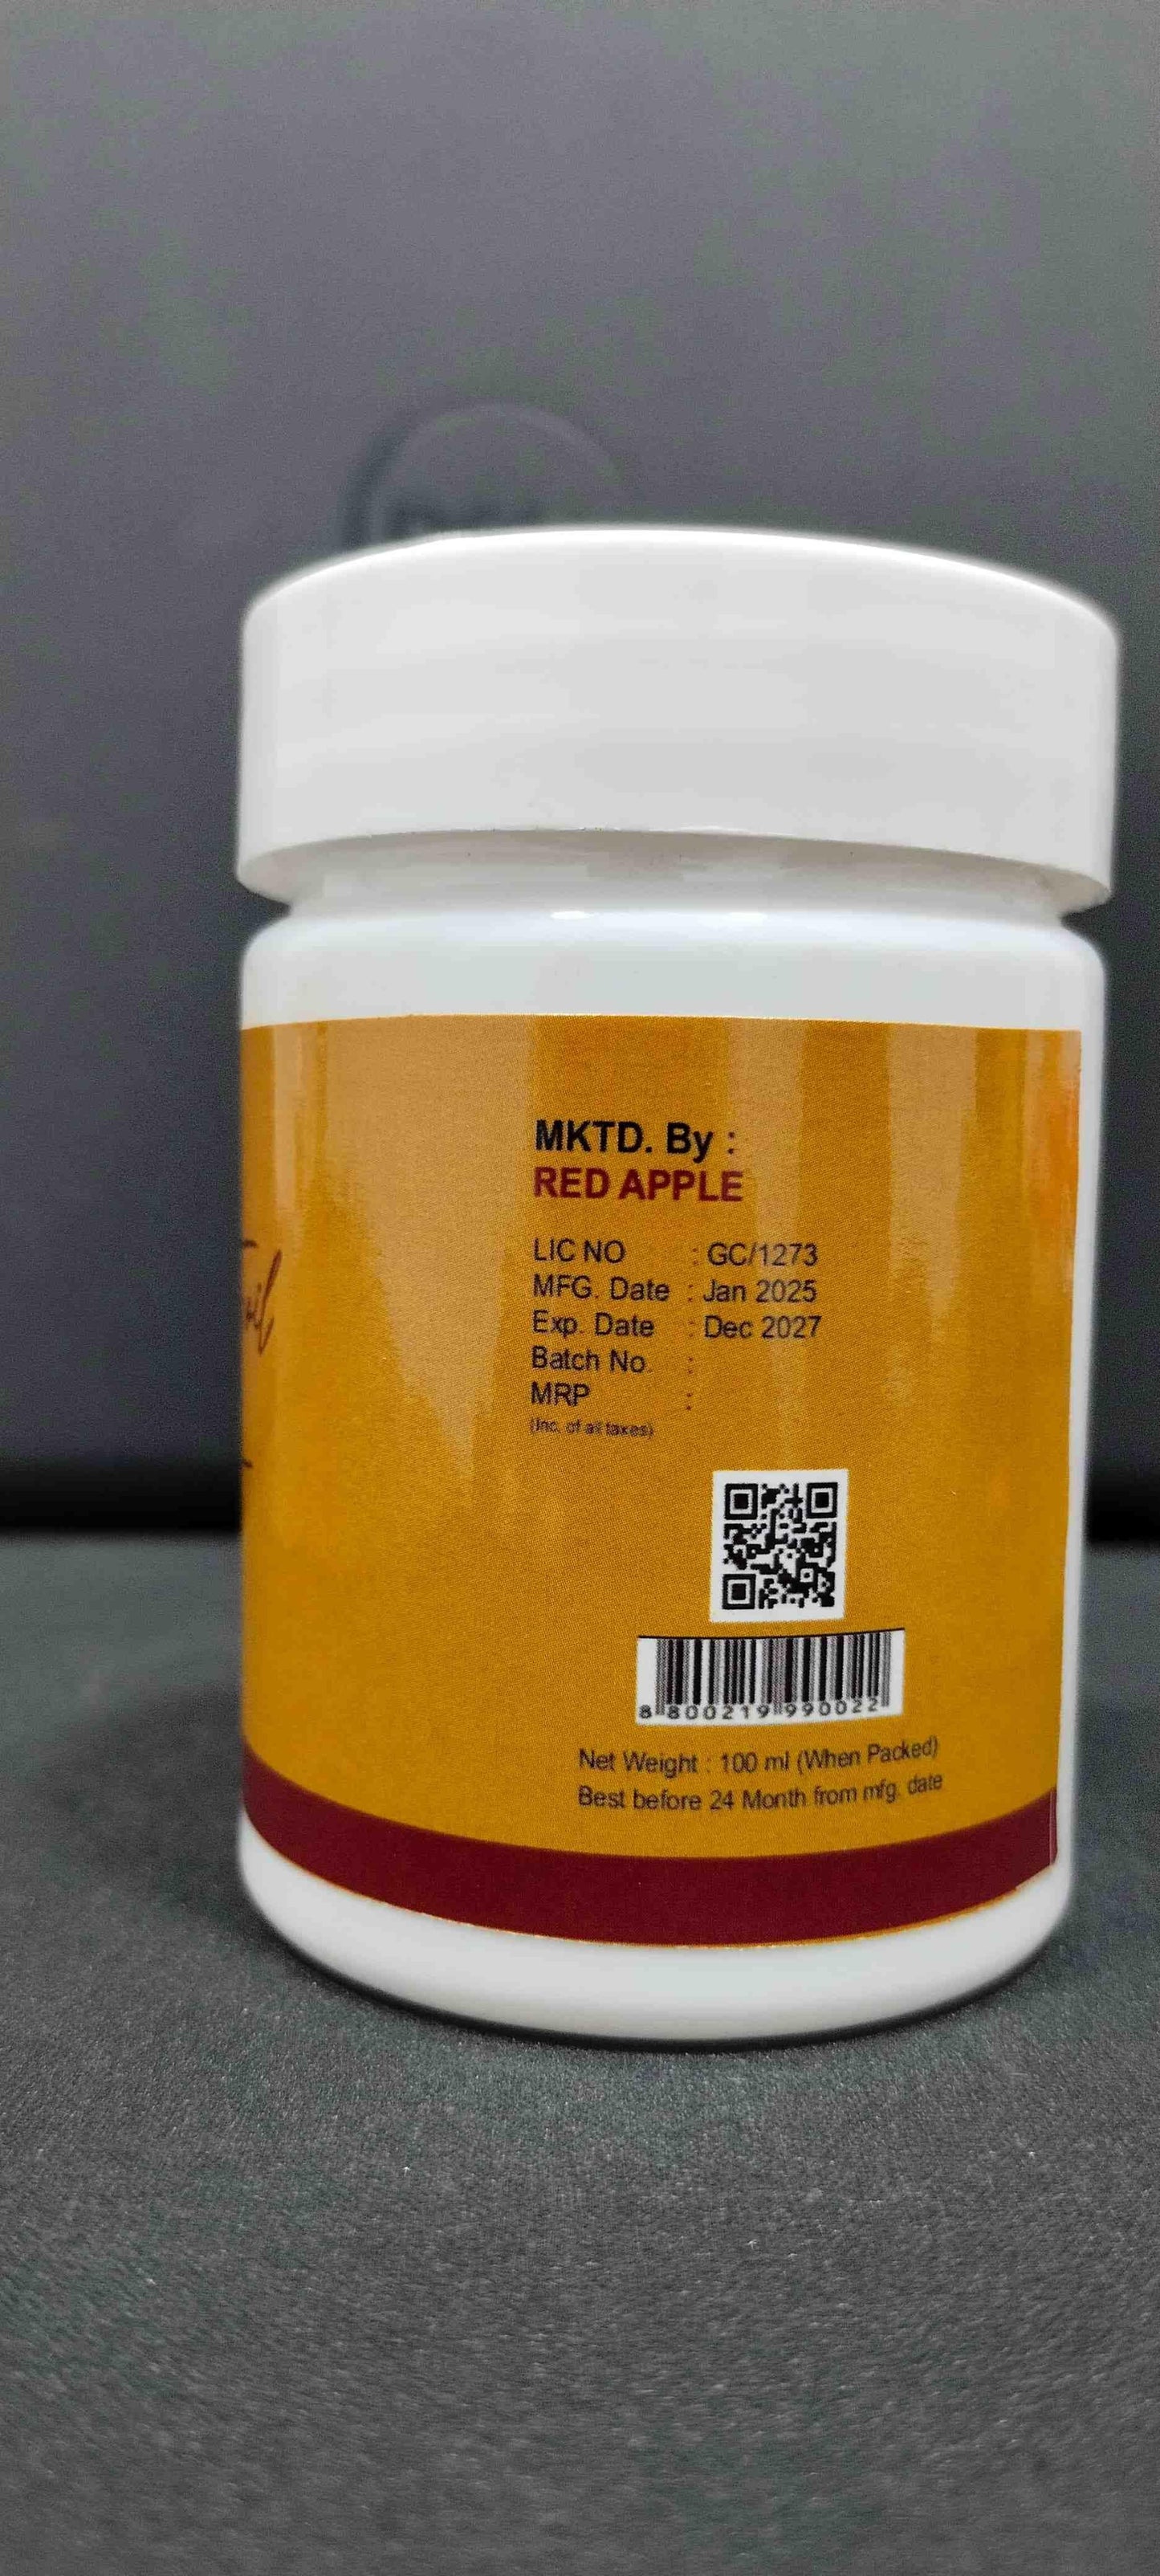 MKTD. By :
RED APPLE
LIC NO : GC/1273
MFG. Date : Jan 2025
Exp. Date : Dec 2027
Batch No. :
MRP :
(Inc. of all taxes)
8 800219 990022
Net Weight : 100 ml (When Packed)
Best before 24 Month from mfg. date